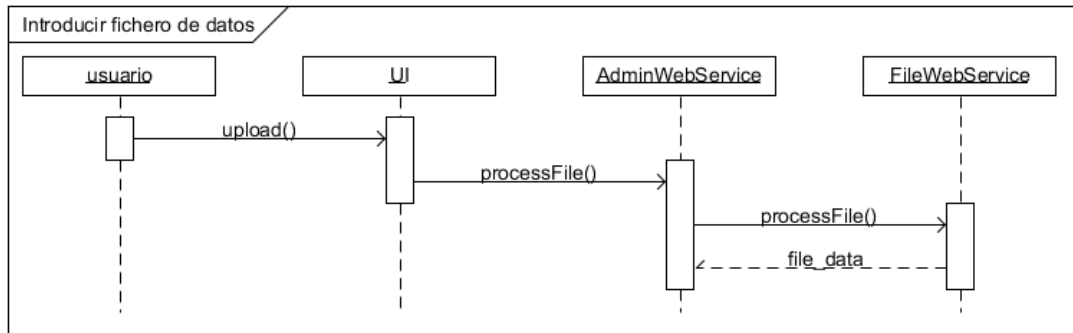 Introducir fichero de datos
usuario
UI
AdminWebService
FileWebService
upload()
processFile()
processFile()
file_data